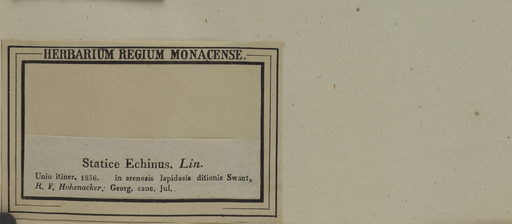 HERBARIUM REGIUM MONACENSE.
Statice Echinus. Lin.
Unio itiner. 1836. in arenosis lapidosis ditionis Swant,
R. F. Hohenacker, Georg. cauc. Jul.